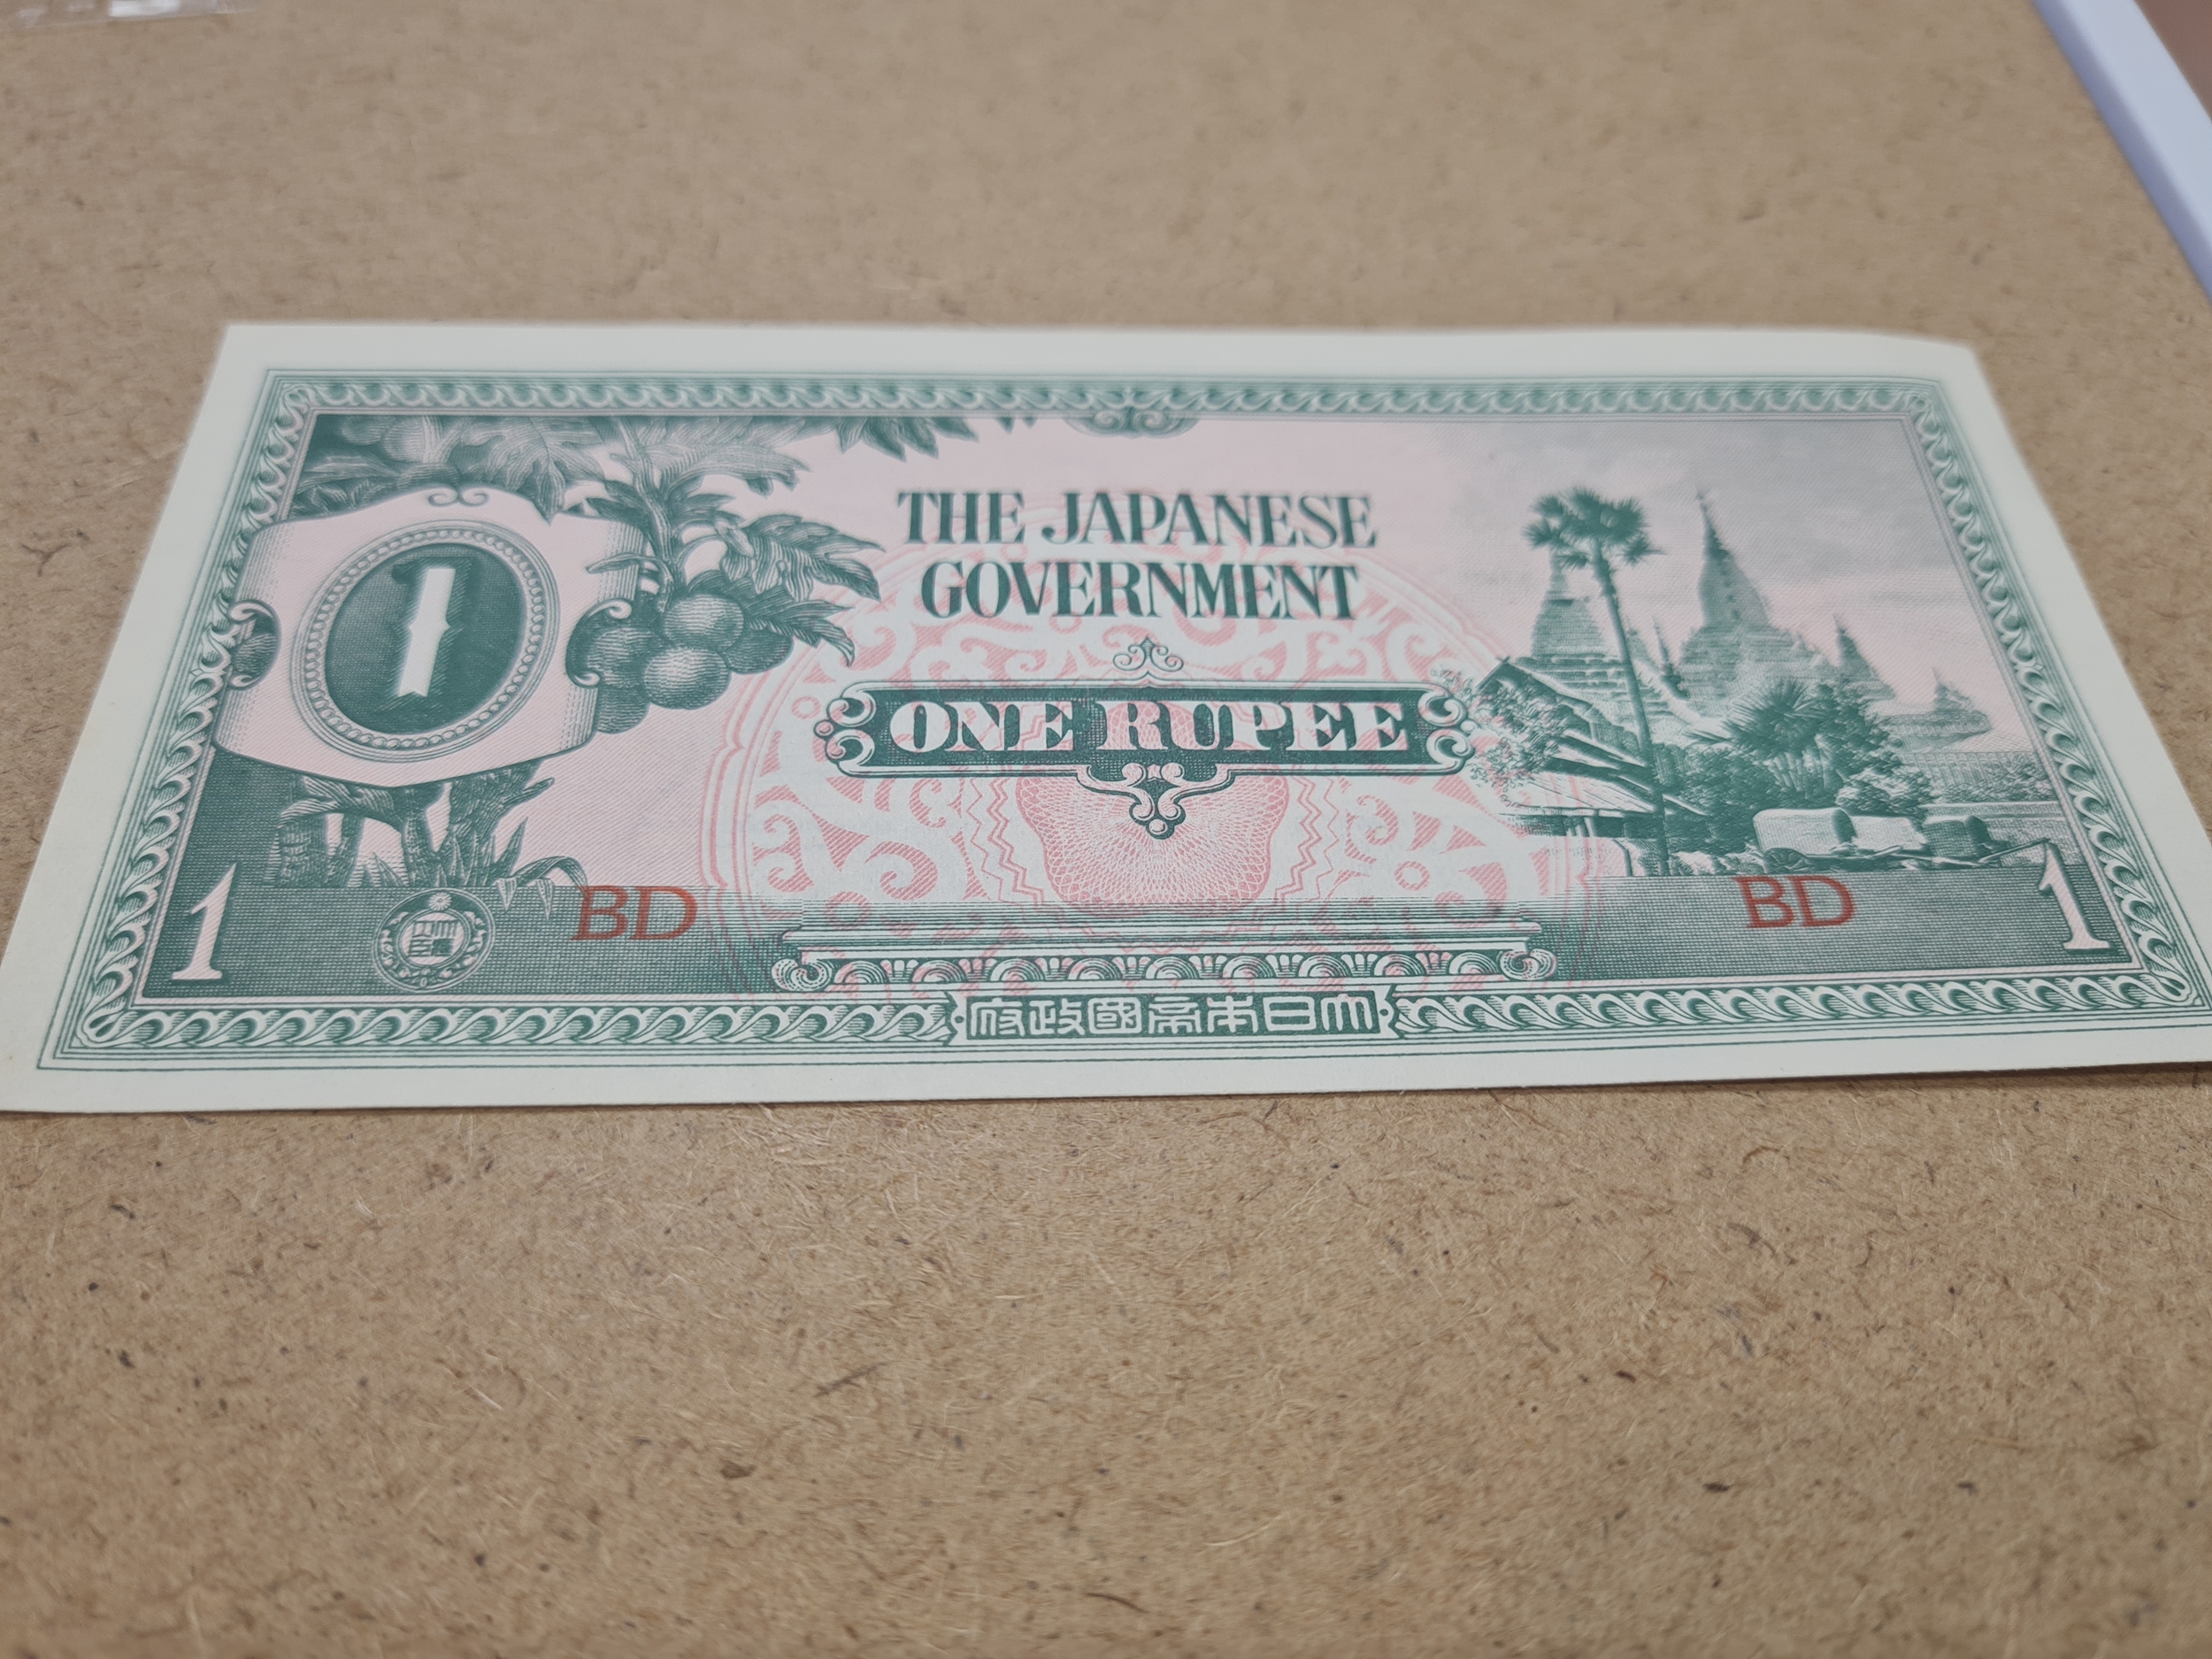 THE JAPANESE
GOVERNMENT
1
ONE RUPEE
1
BD
BD
1
府政國帝本日大